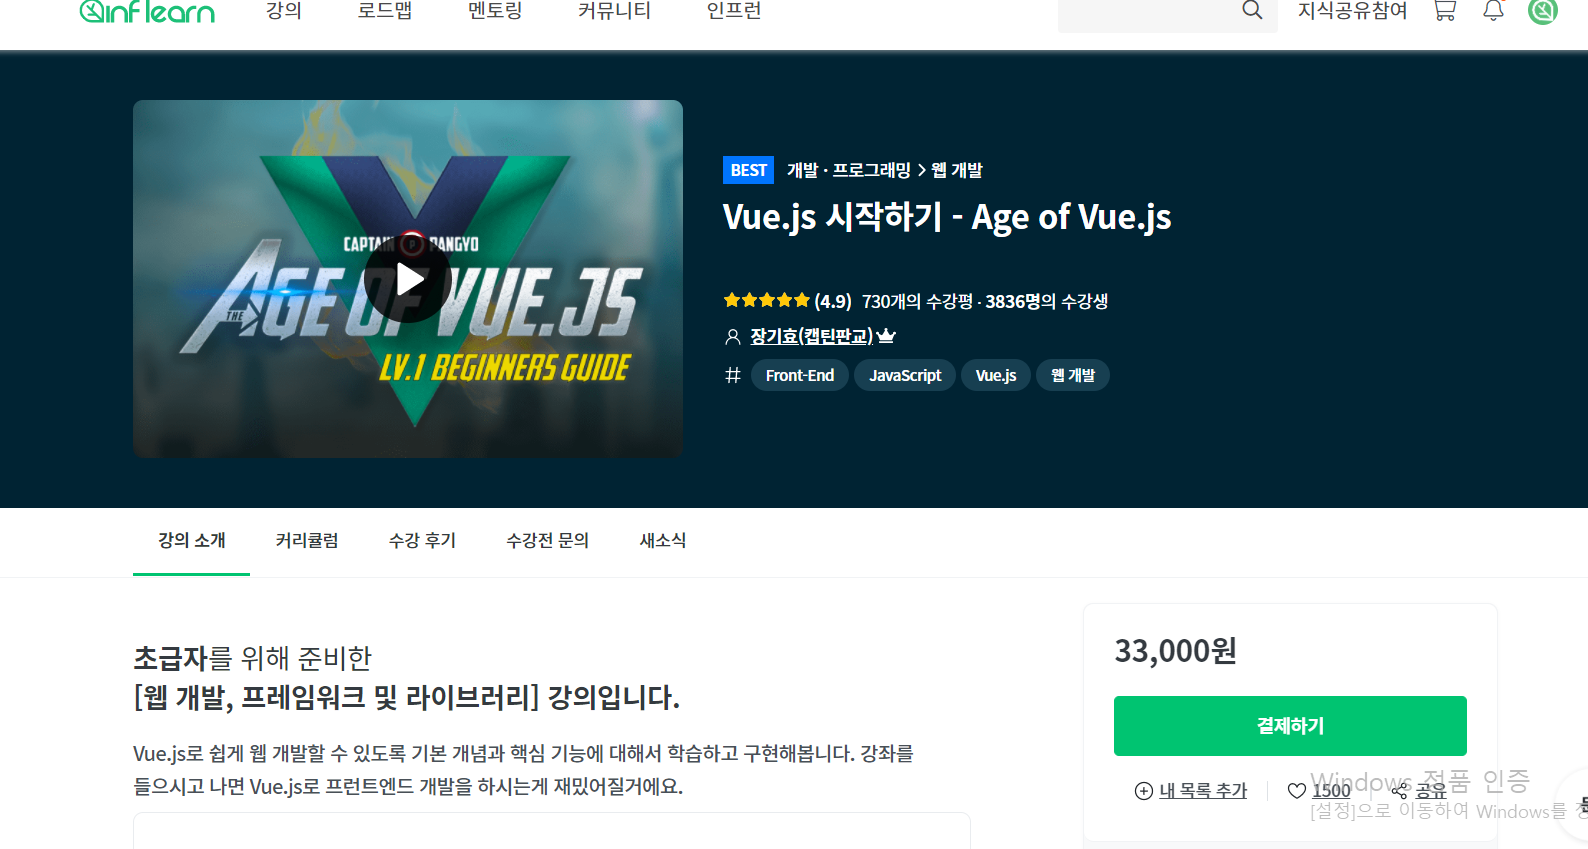 inflearn
강의 로드맵 멘토링 커뮤니티 인프런 지식공유참여
CAPTAIN P PANGYO
THE AGE OF VUE.JS
LV.1 BEGINNERS GUIDE
BEST 개발 · 프로그래밍 > 웹 개발
Vue.js 시작하기 - Age of Vue.js
(4.9) 730개의 수강평 · 3836명의 수강생
장기효(캡틴판교)
# Front-End JavaScript Vue.js 웹 개발
강의 소개 커리큘럼 수강 후기 수강전 문의 새소식
초급자를 위해 준비한
[웹 개발, 프레임워크 및 라이브러리] 강의입니다.
Vue.js로 쉽게 웹 개발할 수 있도록 기본 개념과 핵심 기능에 대해서 학습하고 구현해봅니다. 강좌를
들으시고 나면 Vue.js로 프런트엔드 개발을 하시는게 재밌어질거에요.
33,000원
결제하기
내 목록 추가 1500 공유
Windows 정품 인증
[설정]으로 이동하여 Windows를